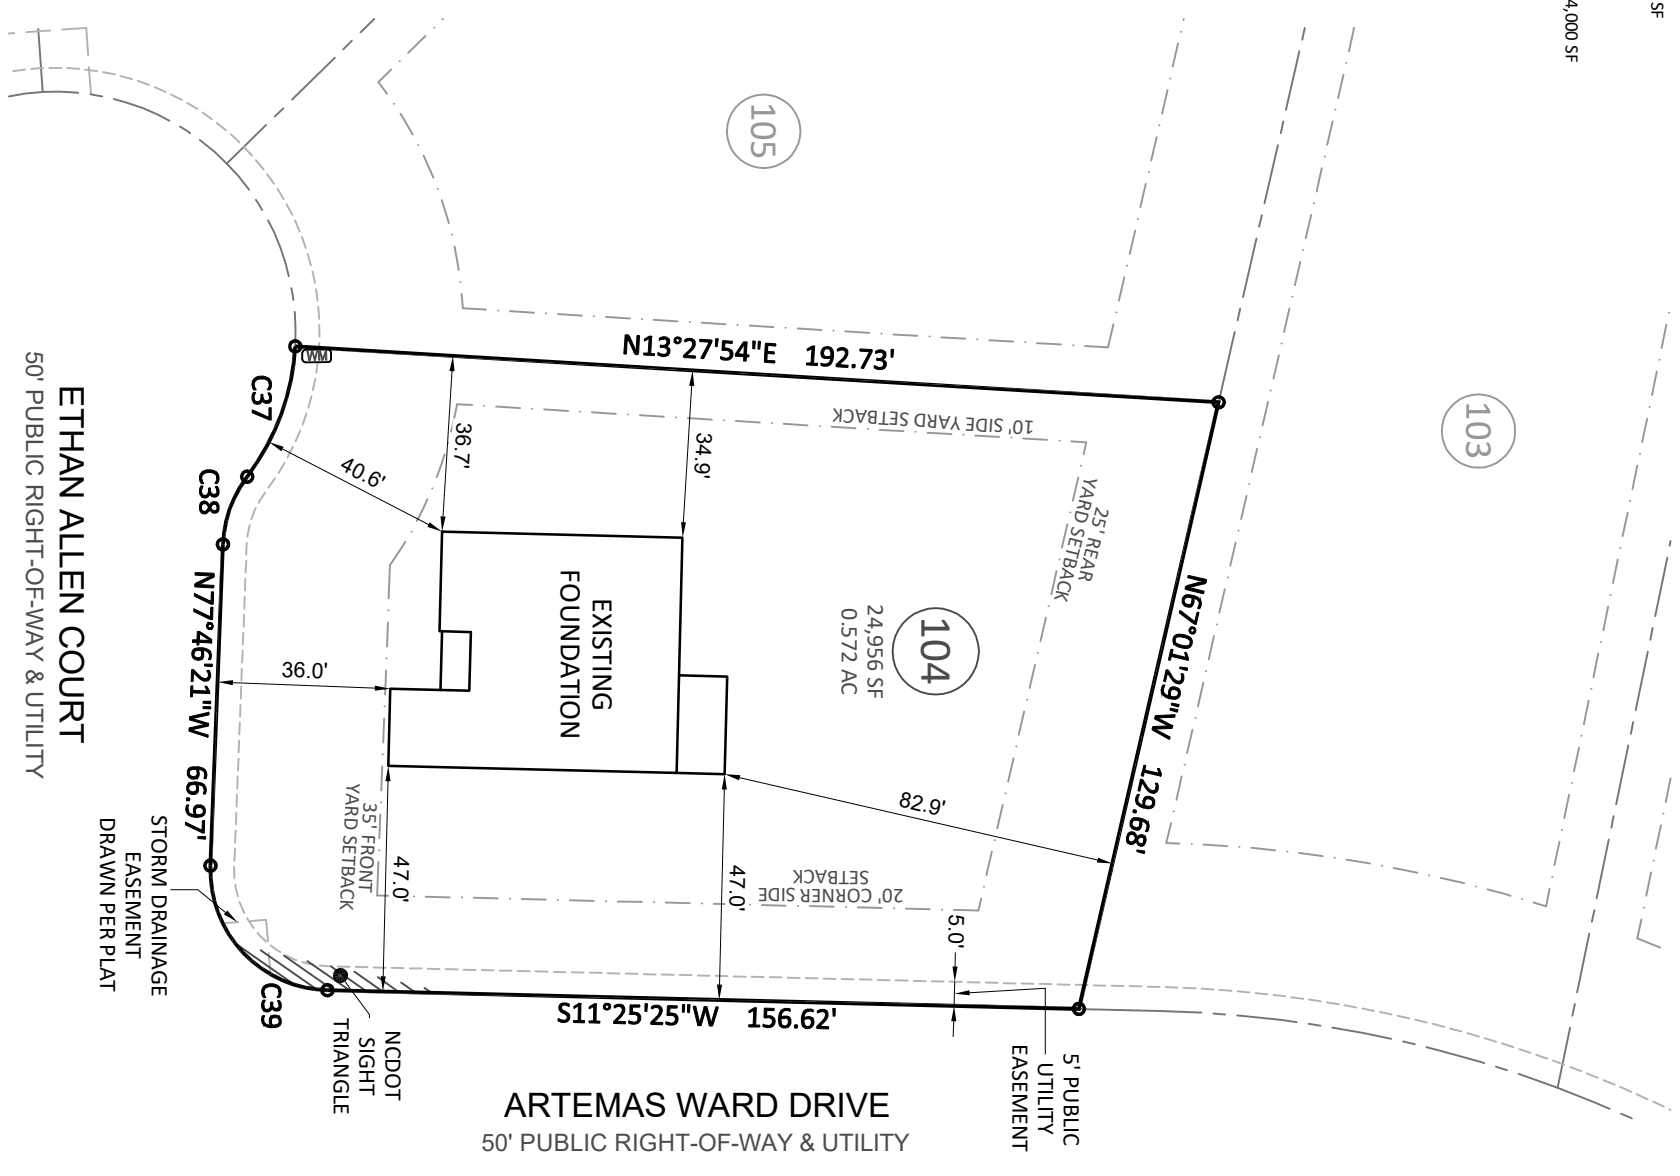 SF
4,000 SF
105
103
N13°27'54"E 192.73'
WM
C37
C38
40.6'
36.7'
34.9'
10' SIDE YARD SETBACK
25' REAR
YARD SETBACK
N67°01'29"W 129.68'
104
24,956 SF
0.572 AC
EXISTING
FOUNDATION
36.0'
N77°46'21"W 66.97'
ETHAN ALLEN COURT
50' PUBLIC RIGHT-OF-WAY & UTILITY
82.9'
35' FRONT
YARD SETBACK
47.0'
47.0'
20' CORNER SIDE
SETBACK
5.0'
STORM DRAINAGE
EASEMENT
DRAWN PER PLAT
C39
NCDOT
SIGHT
TRIANGLE
S11°25'25"W 156.62'
5' PUBLIC
UTILITY
EASEMENT
ARTEMAS WARD DRIVE
50' PUBLIC RIGHT-OF-WAY & UTILITY